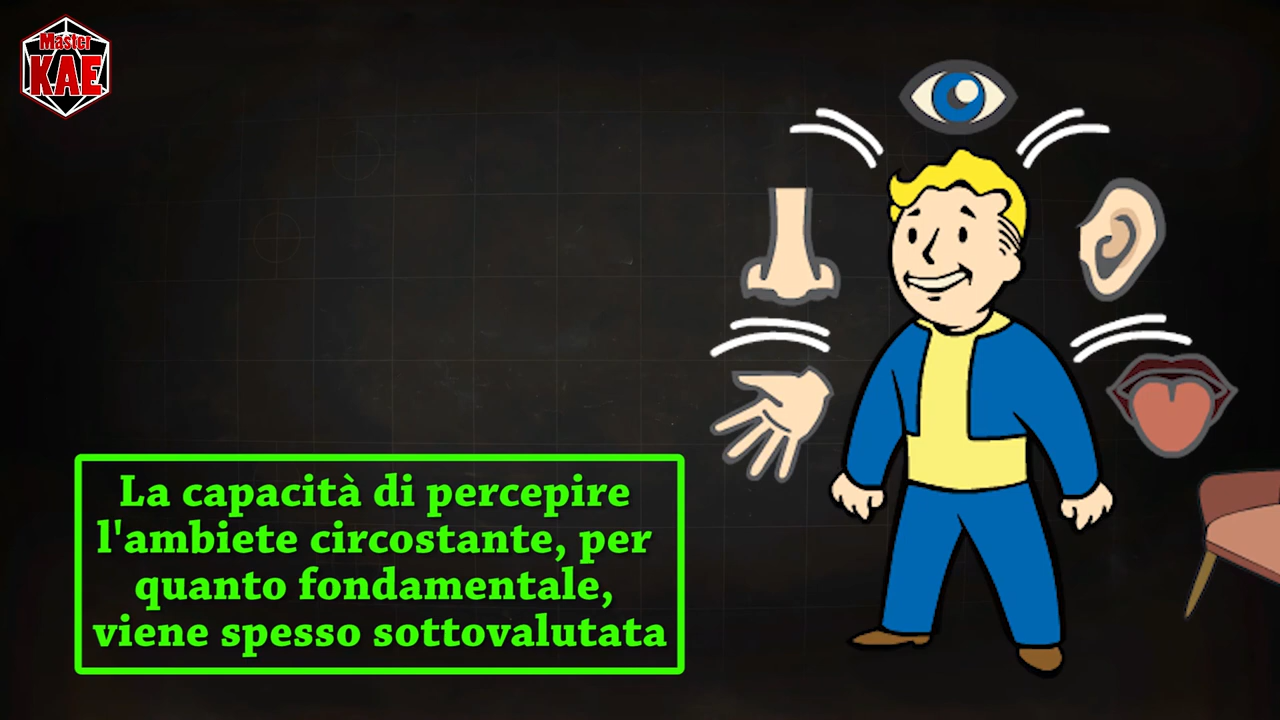 Master
KAE
La capacità di percepire
l'ambiete circostante, per
quanto fondamentale,
viene spesso sottovalutata